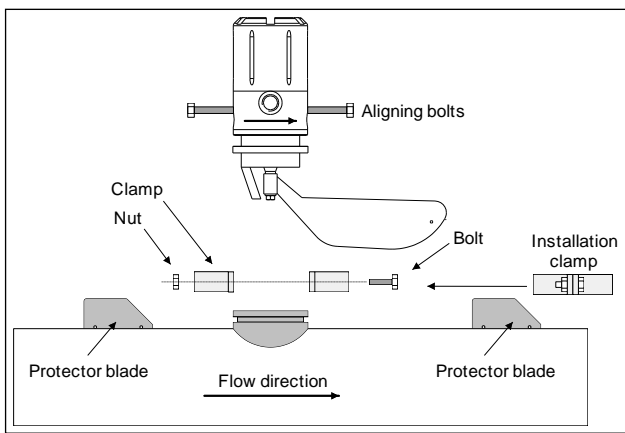 Aligning bolts
Clamp
Nut
Bolt
Installation
clamp
Protector blade
Flow direction
Protector blade